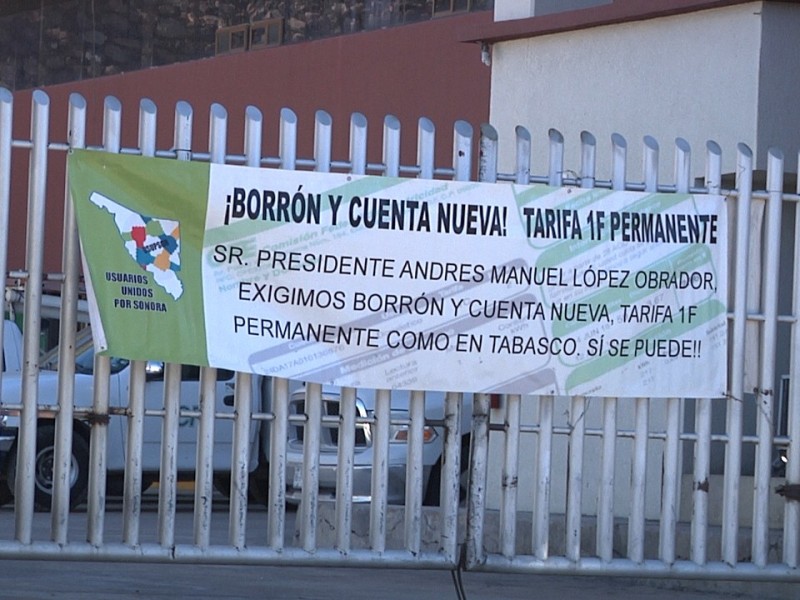 ¡BORRÓN Y CUENTA NUEVA! TARIFA 1F PERMANENTE
SR. PRESIDENTE ANDRES MANUEL LÓPEZ OBRADOR,
EXIGIMOS BORRÓN Y CUENTA NUEVA, TARIFA 1F
PERMANENTE COMO EN TABASCO. SÍ SE PUEDE!!
USUARIOS
UNIDOS
POR SONORA